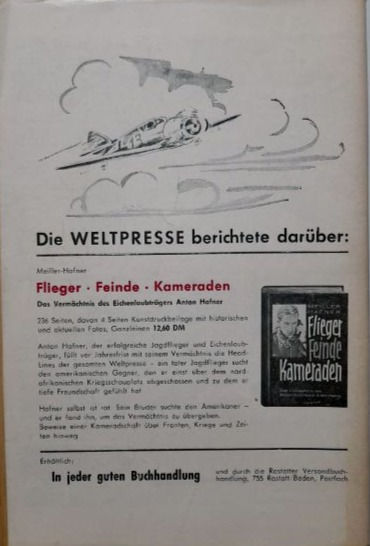 Die WELTPRESSE berichtete darüber:
Meiller-Hafner
Flieger · Feinde · Kameraden
Das Vermächtnis des Eichenlaubträgers Anton Hafner
236 Seiten, davon 4 Seiten Kunstdruckbeilage mit historischen
und aktuellen Fotos, Ganzleinen 12,60 DM
Anton Hafner, der erfolgreiche Jagdflieger und Eichenlaub-
träger, füllt vor Jahresfrist mit seinem Vermächtnis die Head-
Lines der gesamten Weltpresse - ein toter Jagdflieger sucht
den amerikanischen Gegner, den er einst über dem nord-
afrikanischen Kriegsschauplatz abgeschossen und zu dem er
tiefe Freundschaft gefühlt hat
Hafner selbst ist tot. Sein Bruder suchte den Amerikaner -
und er fand ihn, um das Vermächtnis zu übergeben.
Beweise einer Kameradschaft über Fronten, Kriege und Zei-
ten hinweg
MEILLER
HAFNER
Flieger
Feinde
Kameraden
Erhältlich:
In jeder guten Buchhandlung
und durch die Rastatter Versandbuch-
handlung, 755 Rastatt/Baden, Postfach